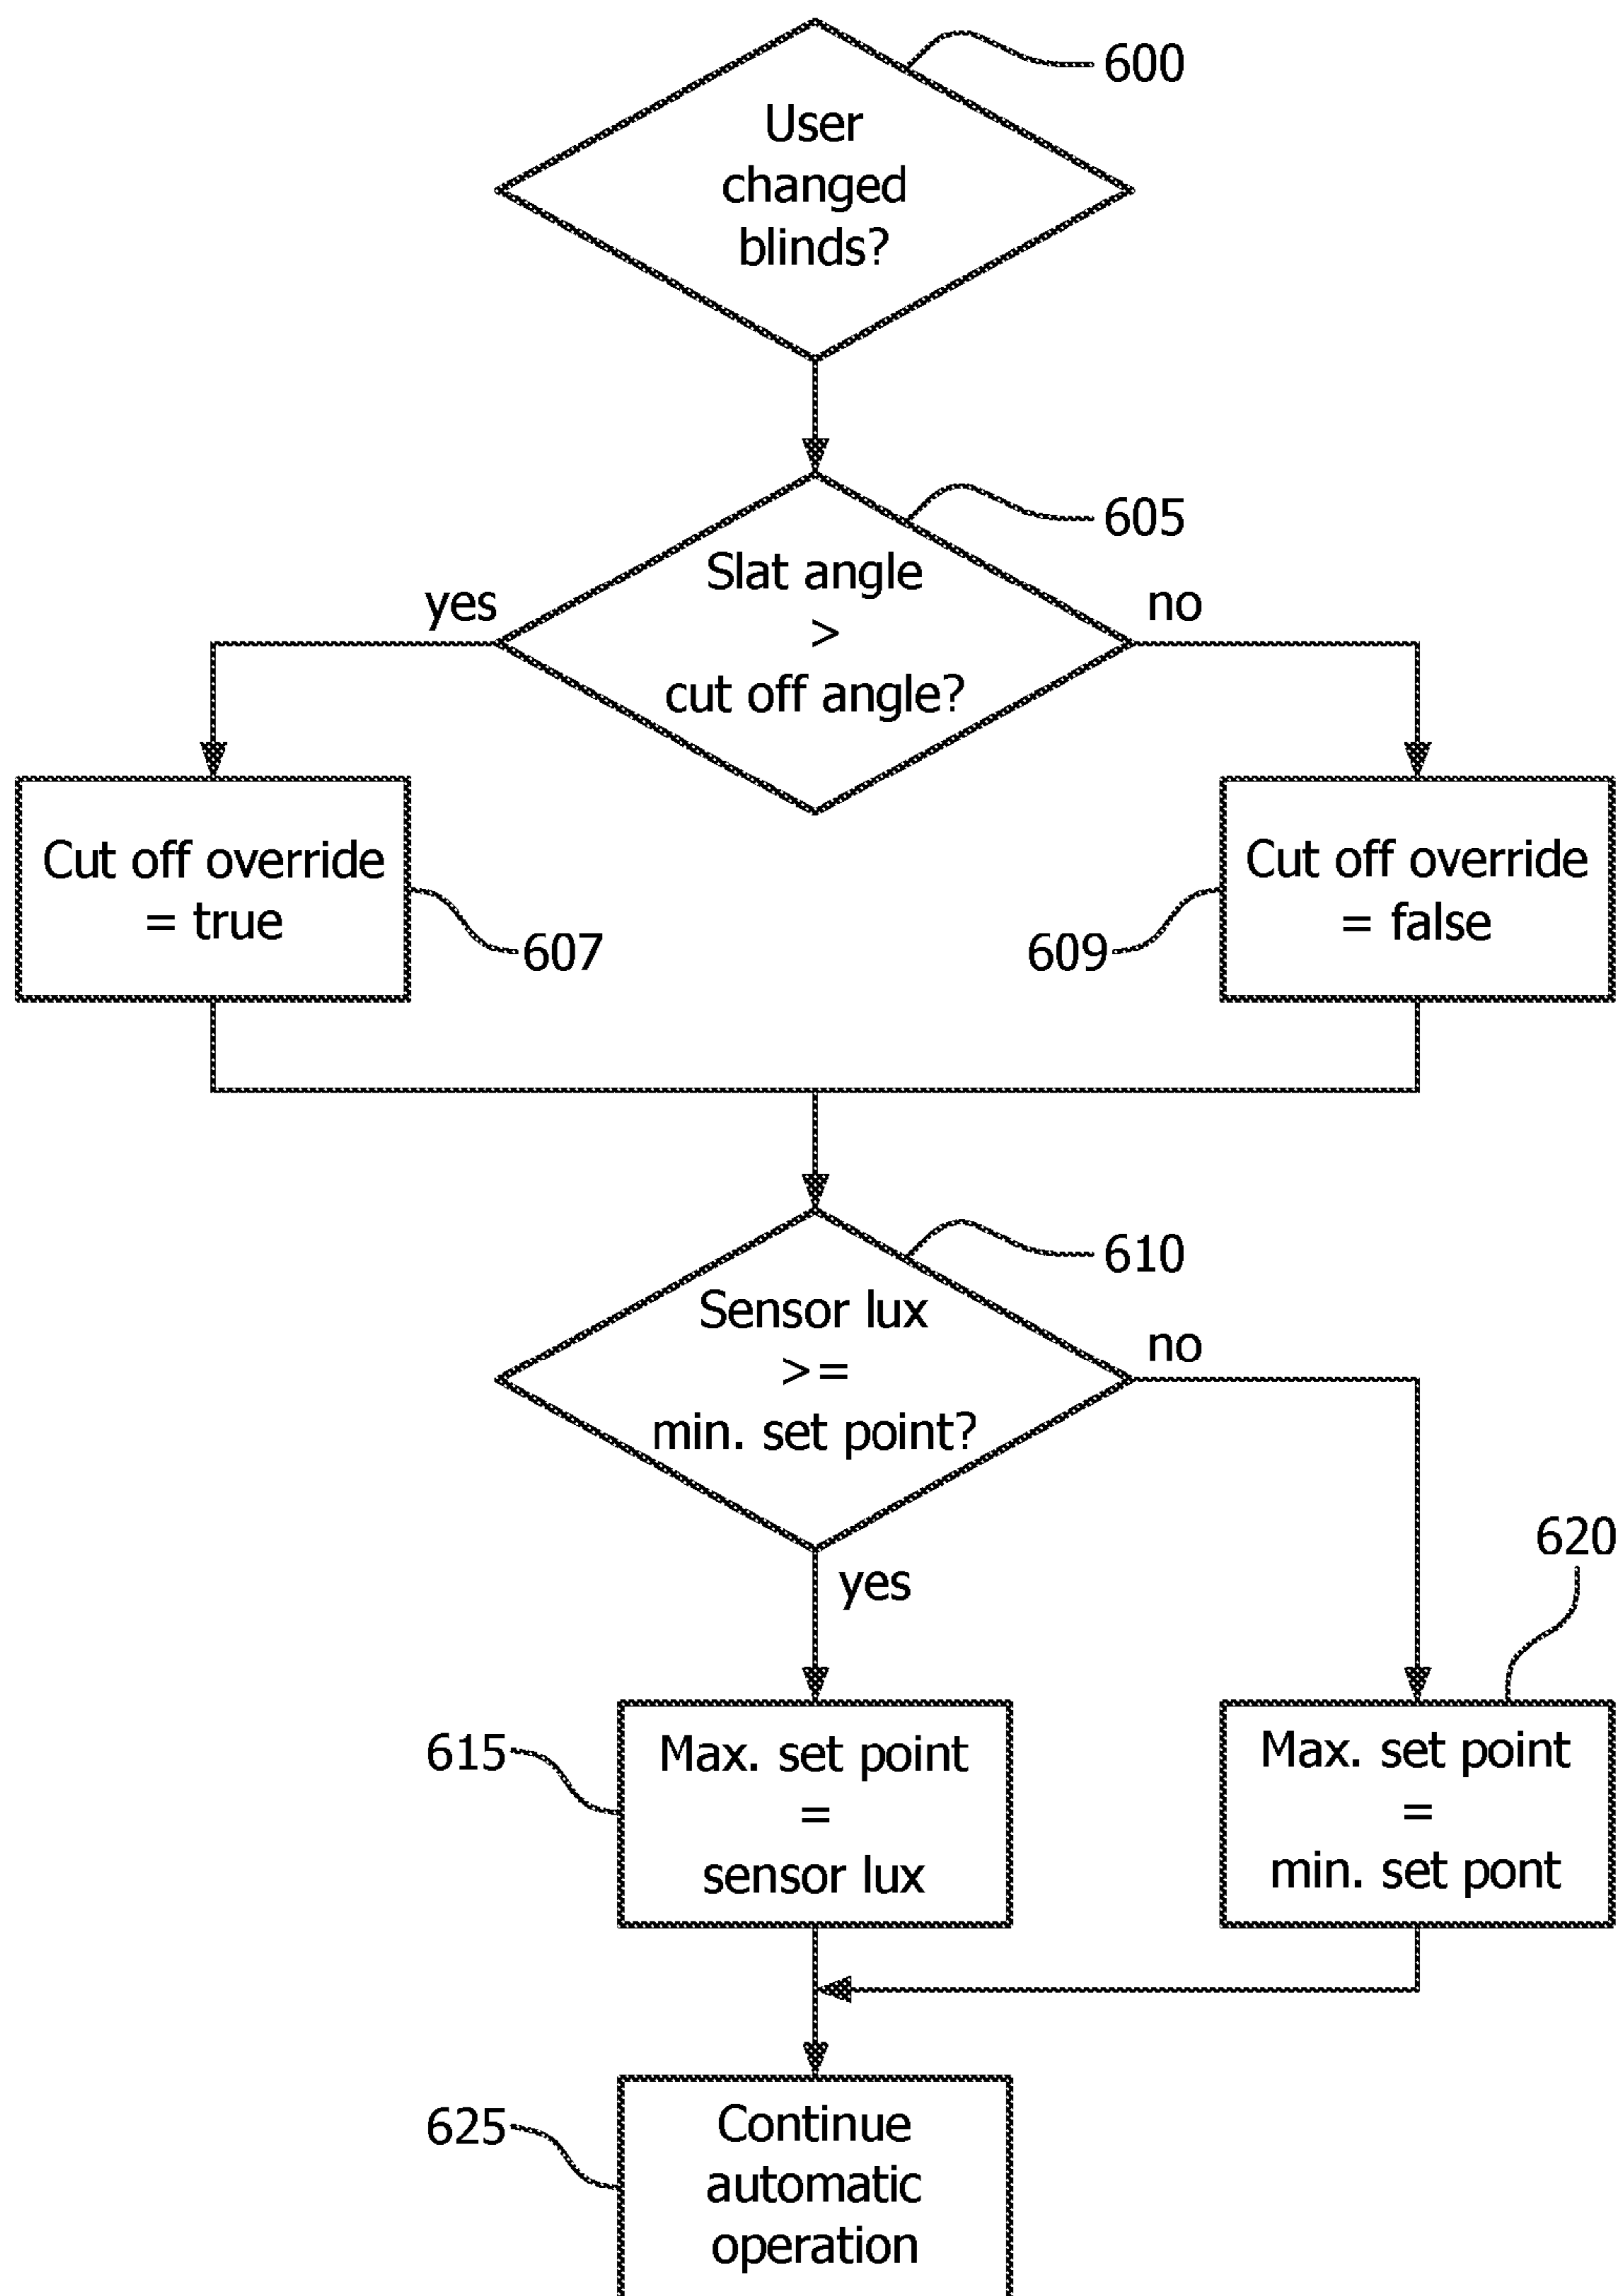 600
User
changed
blinds?
605
Slat angle
>
cut off angle?
yes
no
Cut off override
= true
607
Cut off override
= false
609
610
Sensor lux
>=
min. set point?
no
yes
620
615
Max. set point
=
sensor lux
Max. set point
=
min. set pont
625
Continue
automatic
operation